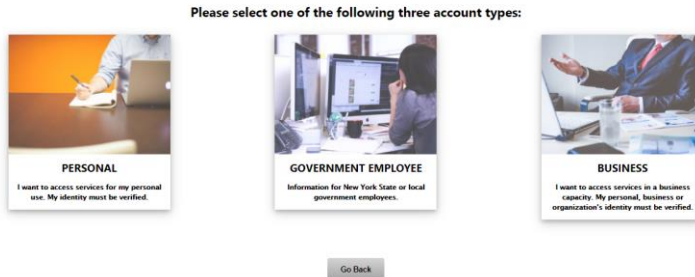 Please select one of the following three account types:
PERSONAL
I want to access services for my personal
use. My identity must be verified.
GOVERNMENT EMPLOYEE
Information for New York State or local
government employees.
BUSINESS
I want to access services in a business
capacity. My personal, business or
organization's identity must be verified.
Go Back